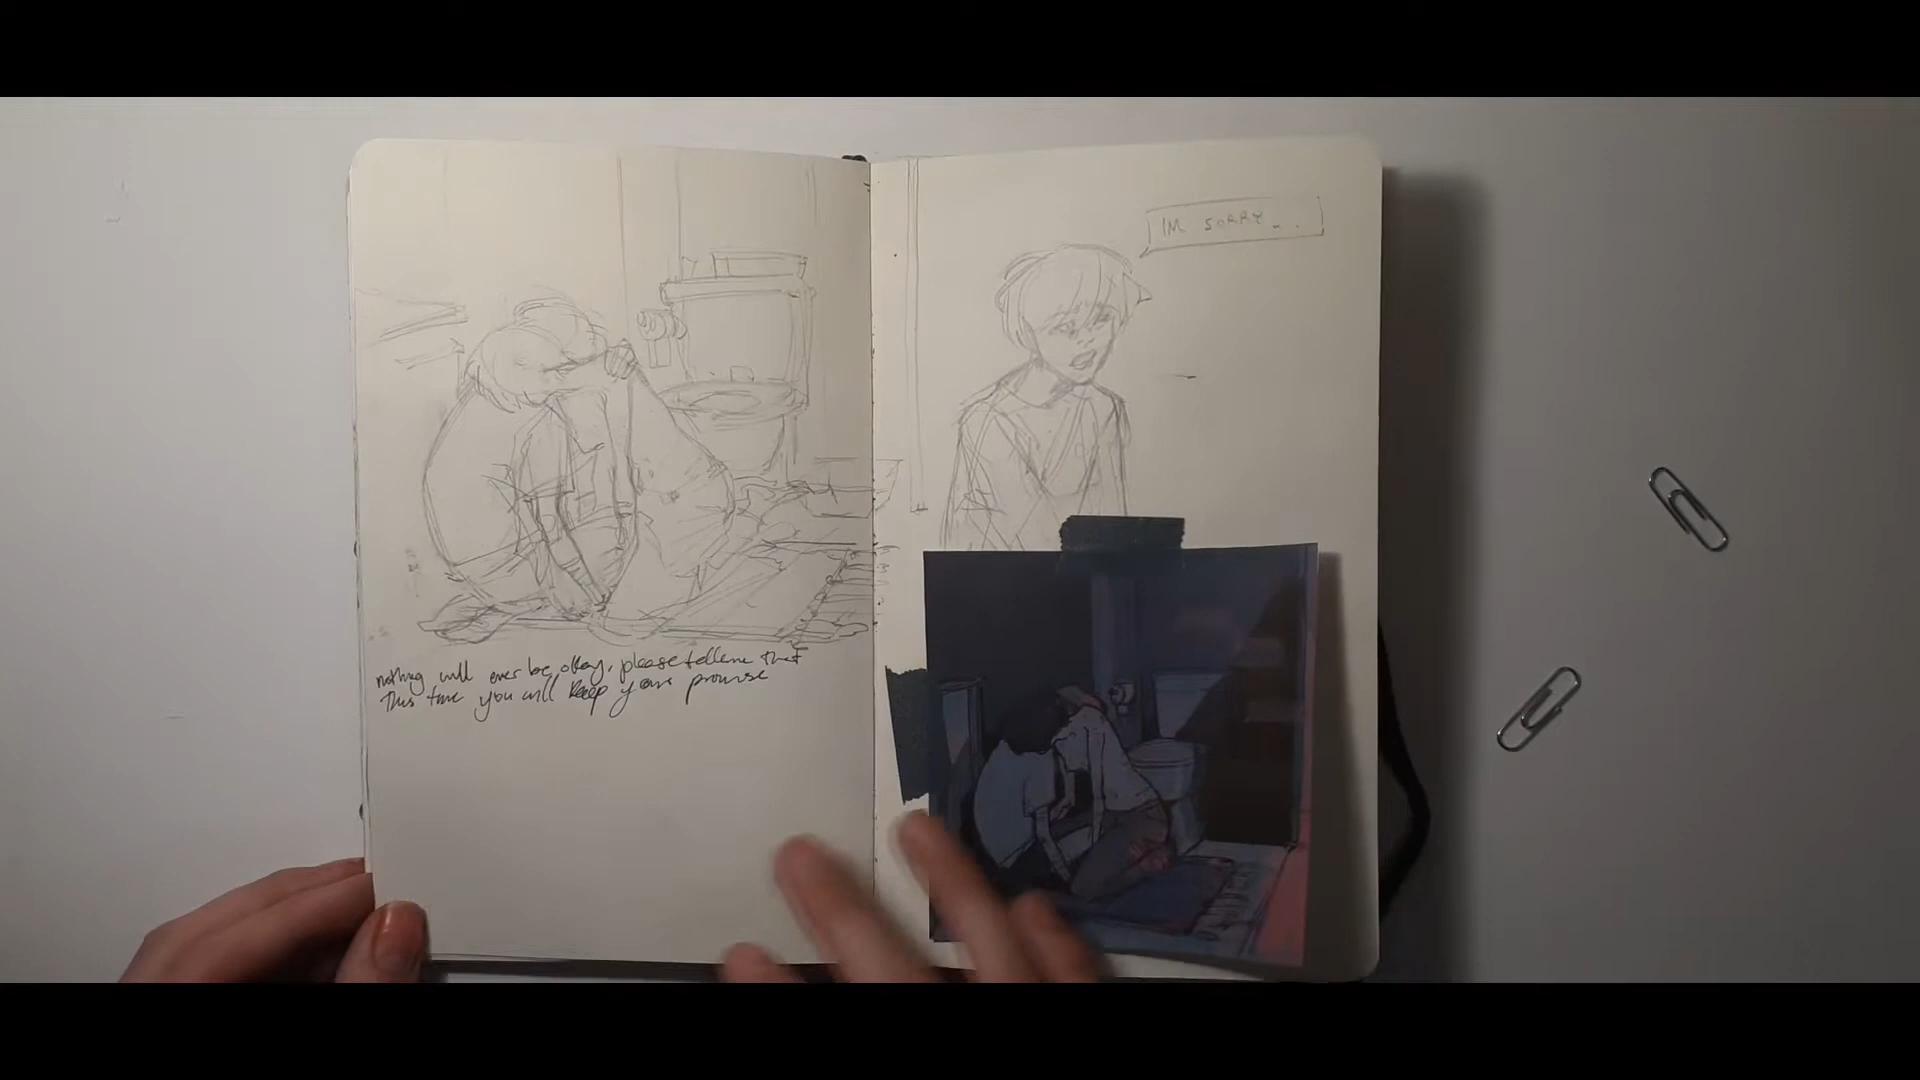 nothing will ever be okay, please tell me that
this time you will keep your promise
IM SORRY...